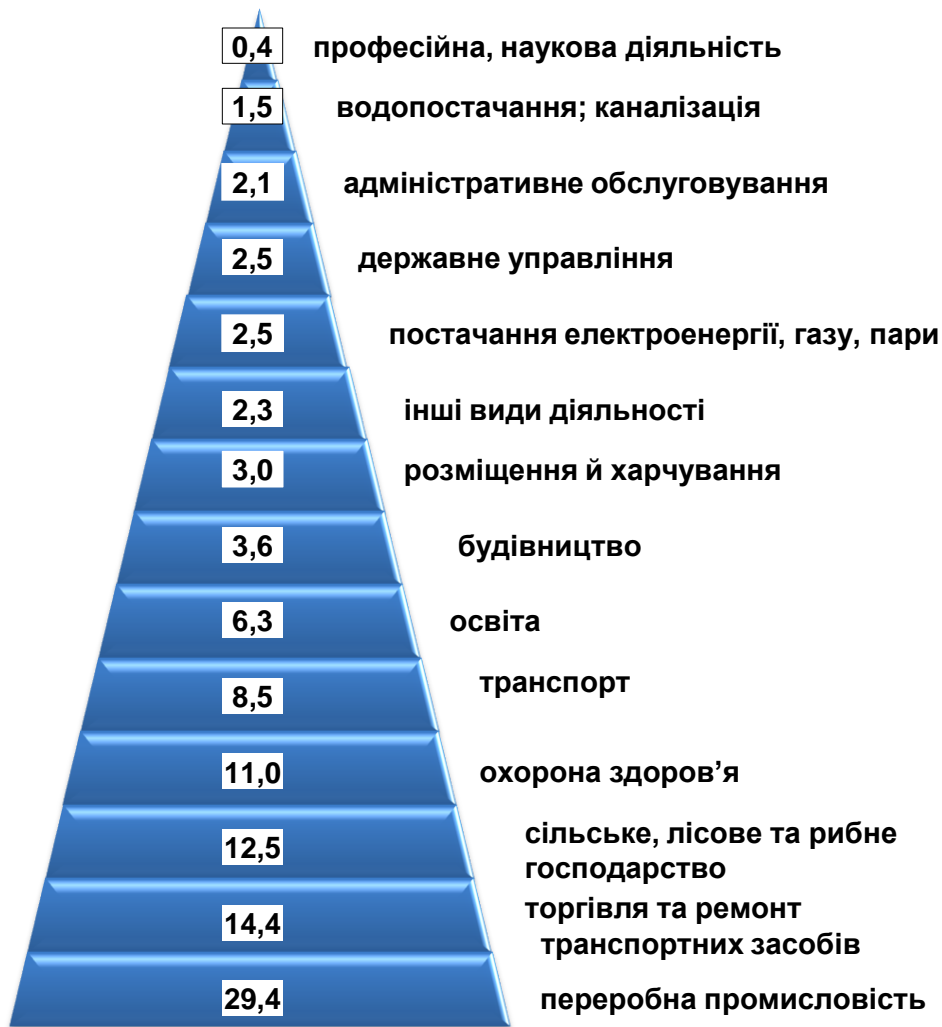 0,4 професійна, наукова діяльність
1,5 водопостачання; каналізація
2,1 адміністративне обслуговування
2,5 державне управління
2,5 постачання електроенергії, газу, пари
2,3 інші види діяльності
3,0 розміщення й харчування
3,6 будівництво
6,3 освіта
8,5 транспорт
11,0 охорона здоров’я
12,5 сільське, лісове та рибне
господарство
14,4 торгівля та ремонт
транспортних засобів
29,4 переробна промисловість